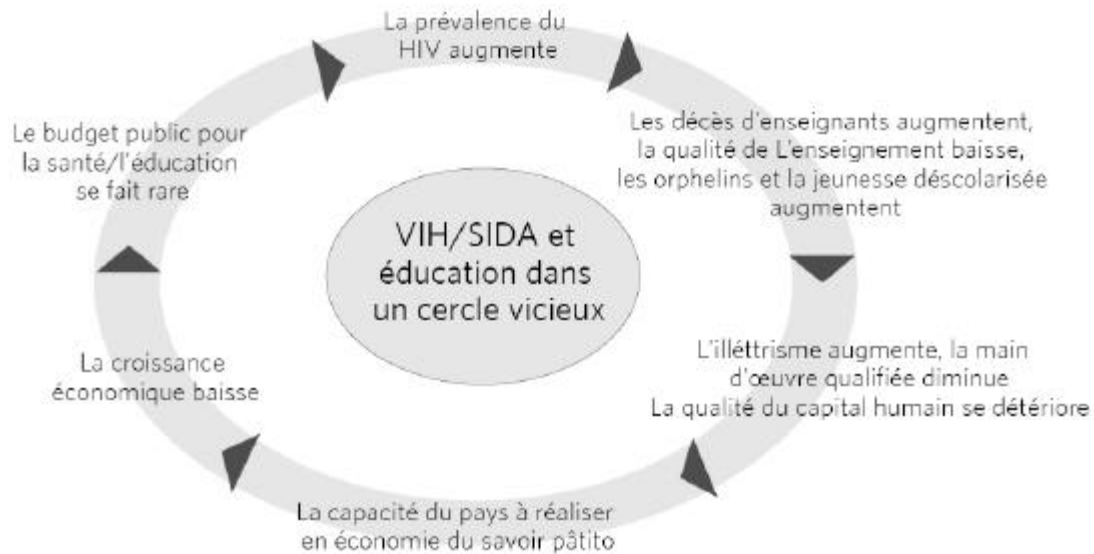 La prévalence du
HIV augmente
Les décès d'enseignants augmentent,
la qualité de L'enseignement baisse,
les orphelins et la jeunesse déscolarisée
augmentent
L'illéttrisme augmente, la main
d'œuvre qualifiée diminue
La qualité du capital humain se détériore
La capacité du pays à réaliser
en économie du savoir pâtito
La croissance
économique baisse
Le budget public pour
la santé/l'éducation
se fait rare
VIH/SIDA et
éducation dans
un cercle vicieux